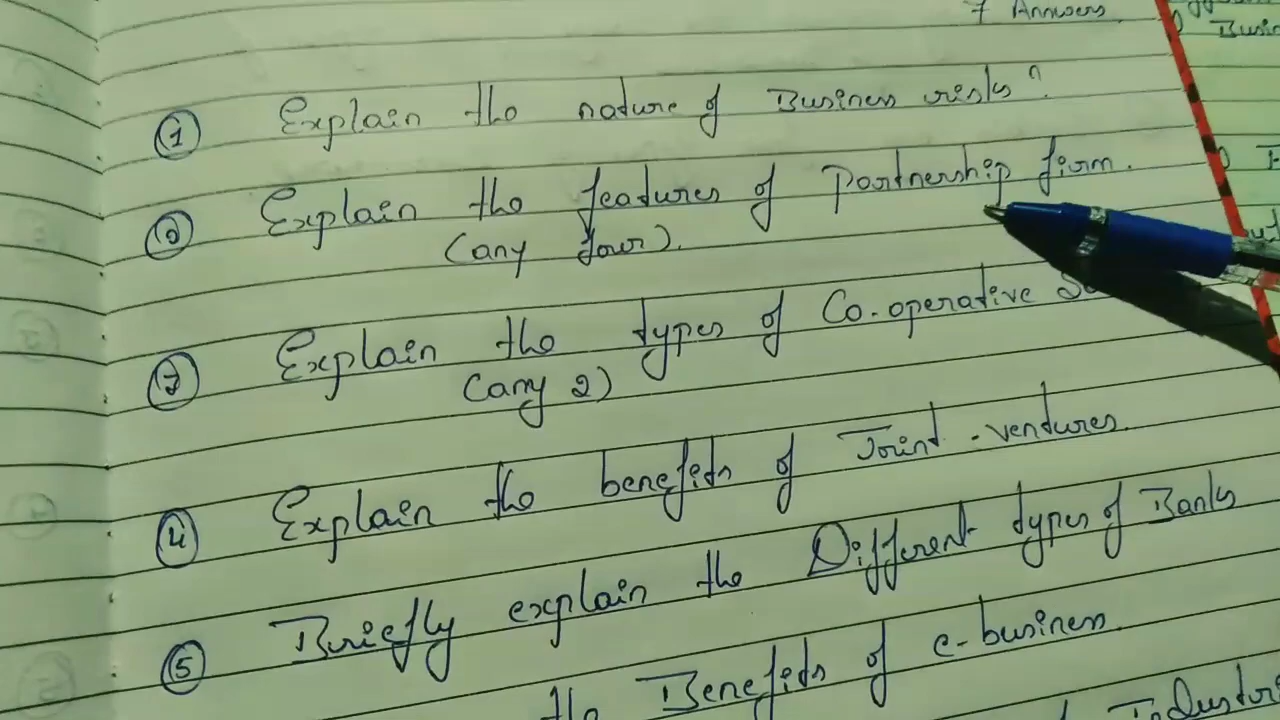 7 Answers
① Explain the nature of Business risks?
② Explain the features of Partnership firm.
(any four).
③ Explain the types of Co-operative
(any 2)
④ Explain the benefits of Joint-ventures.
⑤ Briefly explain the Different types of Banks
the Benefits of e-business